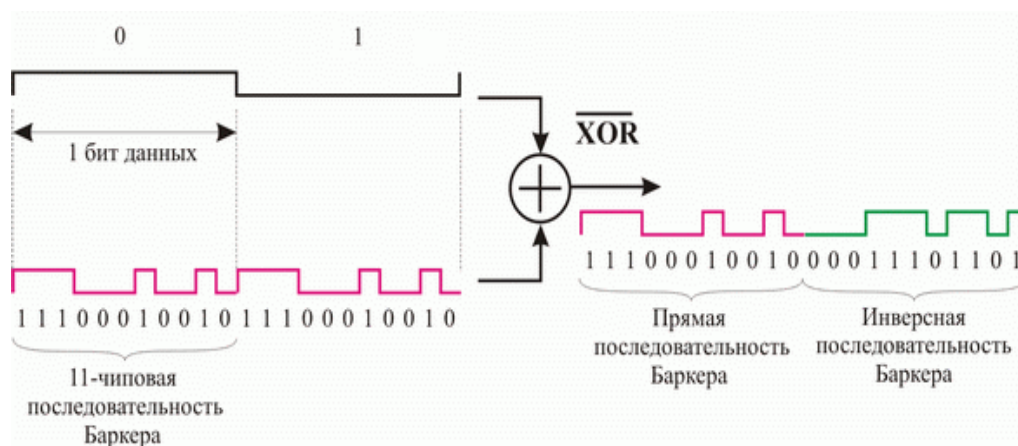 0 1
1 бит данных
XOR
1 1 1 0 0 0 1 0 0 1 0 1 1 1 0 0 0 1 0 0 1 0
11-чиповая
последовательность
Баркера
1 1 1 0 0 0 1 0 0 1 0 0 0 0 1 1 1 0 1 1 0 1
Прямая
последовательность
Баркера
Инверсная
последовательность
Баркера